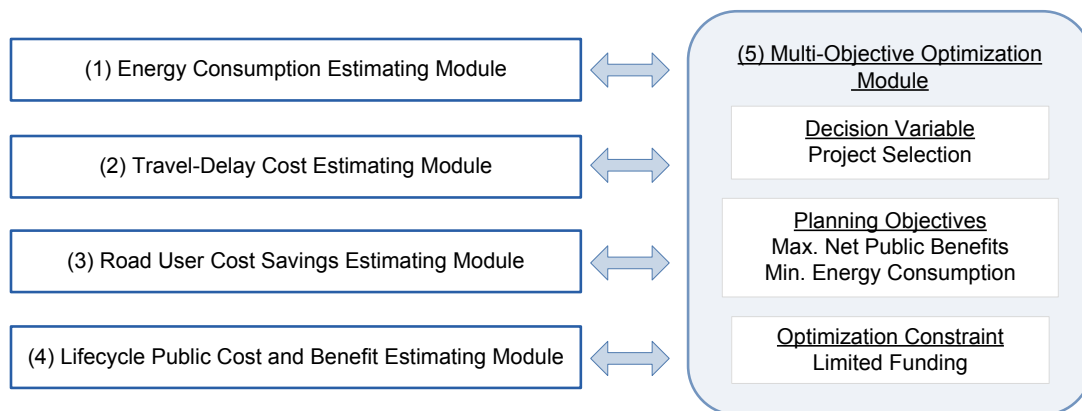 (1) Energy Consumption Estimating Module
(2) Travel-Delay Cost Estimating Module
(3) Road User Cost Savings Estimating Module
(4) Lifecycle Public Cost and Benefit Estimating Module
(5) Multi-Objective Optimization
Module
Decision Variable
Project Selection
Planning Objectives
Max. Net Public Benefits
Min. Energy Consumption
Optimization Constraint
Limited Funding